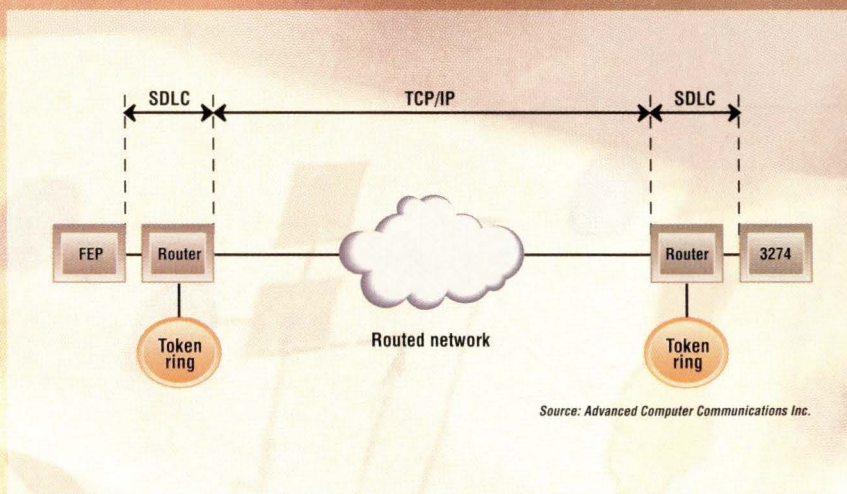 SDLC
TCP/IP
SDLC
FEP
Router
Router
3274
Token
ring
Routed network
Token
ring
Source: Advanced Computer Communications Inc.